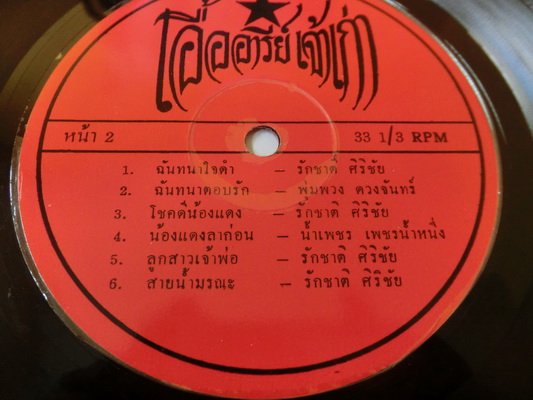 เอื้ออารีย์ เจ้าเก่า
หน้า 2 33 1/3 RPM
1. ฉันทนาใจดำ – รักชาติ ศิริชัย
2. ฉันทนาตอบรัก – พุ่มพวง ดวงจันทร์
3. โชคดีน้องแดง – รักชาติ ศิริชัย
4. น้องแดงลาก่อน – น้ำเพชร เพชรน้ำหนึ่ง
5. ลูกสาวเจ้าพ่อ – รักชาติ ศิริชัย
6. สายน้ำมรณะ – รักชาติ ศิริชัย